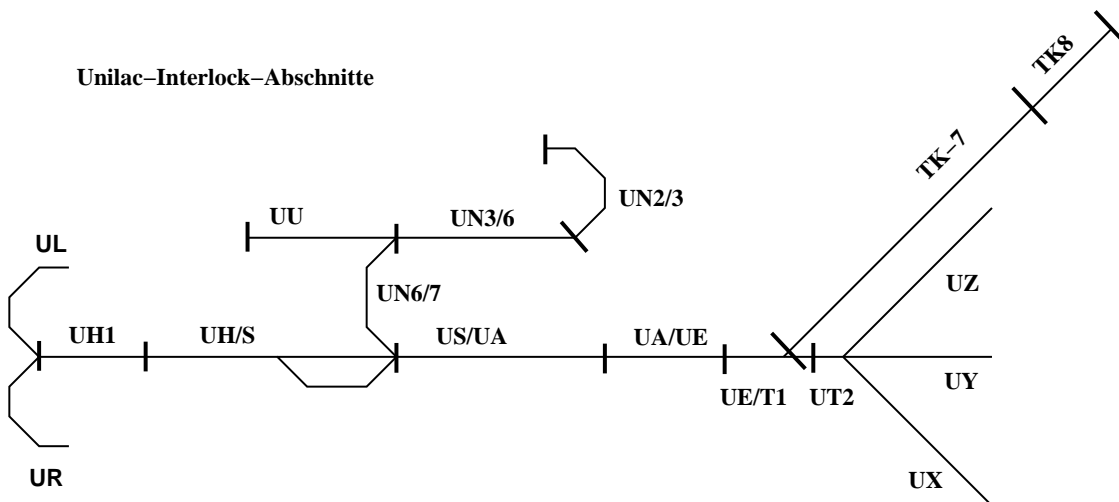 TK8
Unilac–Interlock–Abschnitte
TK–7
UN2/3
UU
UN3/6
UL
UN6/7
UZ
UH1
UH/S
US/UA
UA/UE
UY
UE/T1
UT2
UR
UX